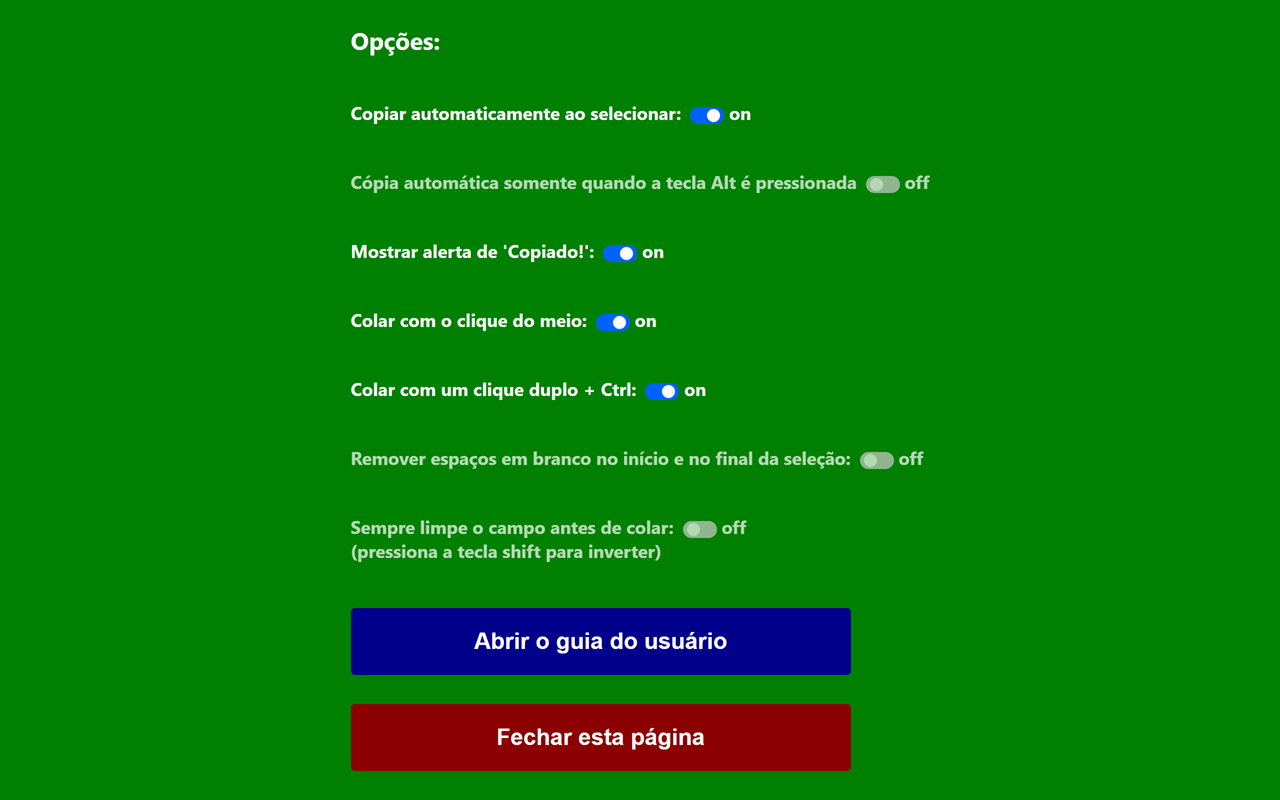 Opções:
Copiar automaticamente ao selecionar: on
Cópia automática somente quando a tecla Alt é pressionada off
Mostrar alerta de 'Copiado!': on
Colar com o clique do meio: on
Colar com um clique duplo + Ctrl: on
Remover espaços em branco no início e no final da seleção: off
Sempre limpe o campo antes de colar: off
(pressiona a tecla shift para inverter)
Abrir o guia do usuário
Fechar esta página